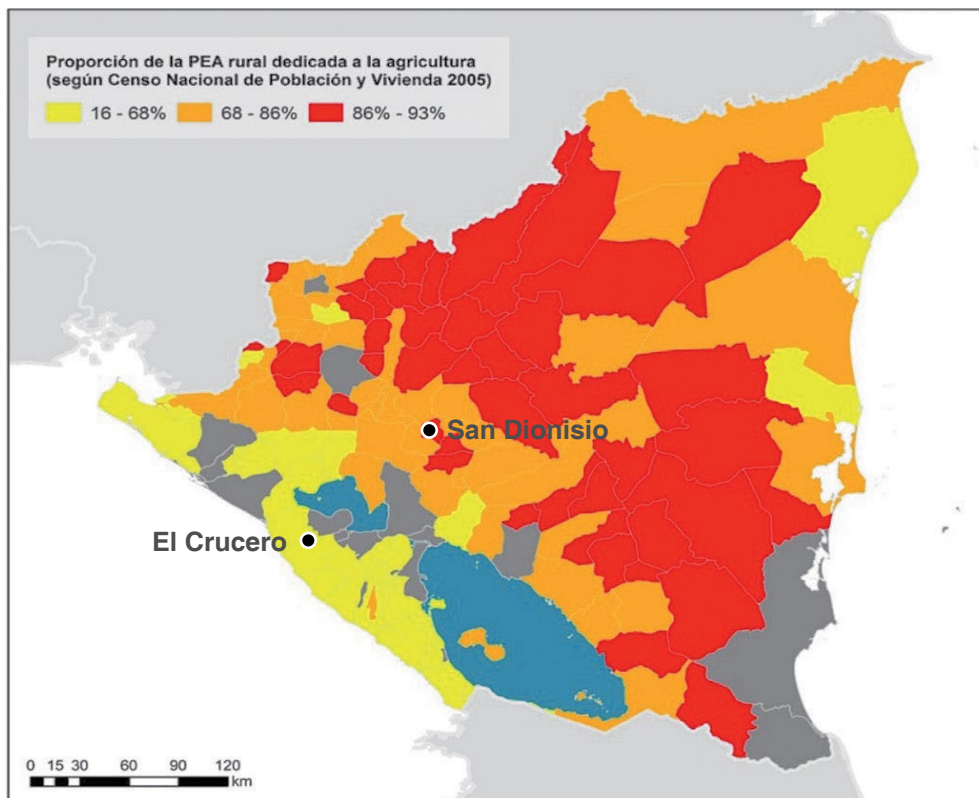 Proporción de la PEA rural dedicada a la agricultura
(según Censo Nacional de Población y Vivienda 2005)
16 - 68% 68 - 86% 86% - 93%
San Dionisio
El Crucero
0 15 30 60 90 120
km